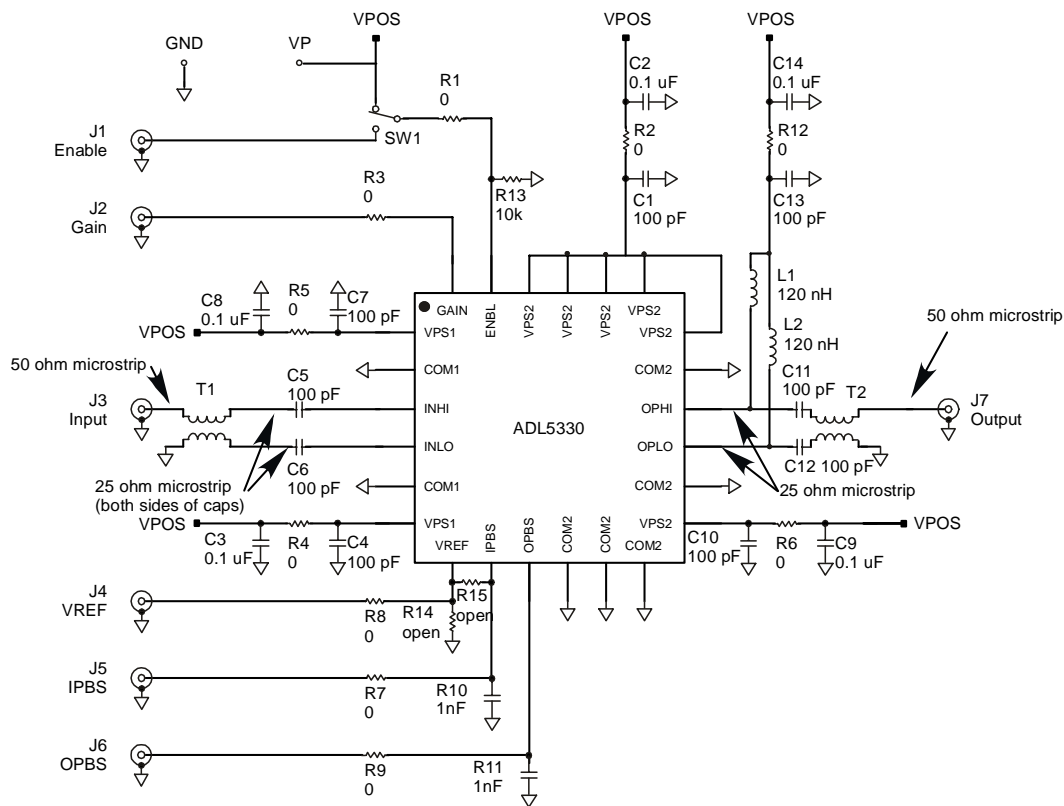 VPOS
VPOS
VPOS
GND
VP
C2
0.1 uF
C14
0.1 uF
R1
0
J1
Enable
SW1
R2
0
R12
0
R3
0
R13
10k
C1
100 pF
C13
100 pF
J2
Gain
L1
120 nH
C8
0.1 uF
R5
0
C7
100 pF
GAIN
ENBL
VPS2
VPS2
VPS2
VPS2
VPS1
VPS2
VPOS
L2
120 nH
50 ohm microstrip
50 ohm microstrip
COM1
COM2
T1
C5
100 pF
C11
100 pF
T2
J3
Input
INHI
OPHI
J7
Output
ADL5330
INLO
OPLO
C6
100 pF
C12 100 pF
25 ohm microstrip
(both sides of caps)
25 ohm microstrip
COM1
COM2
VPOS
VPS1
VPS2
VPOS
VREF
IPBS
OPBS
COM2
COM2
COM2
C3
0.1 uF
R4
0
C4
100 pF
C10
100 pF
R6
0
C9
0.1 uF
J4
VREF
R8
0
R14
open
R15
open
J5
IPBS
R7
0
R10
1nF
J6
OPBS
R9
0
R11
1nF